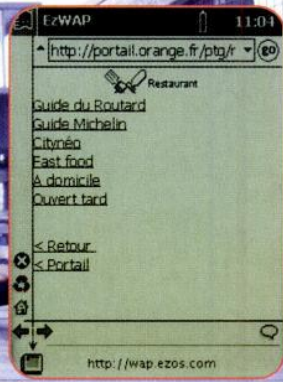 EzWAP 11:04
http://portail.orange.fr/ptg/r go
Restaurant
Guide du Routard
Guide Michelin
Citynéo
Fast food
A domicile
Ouvert tard
< Retour
< Portail
http://wap.ezos.com